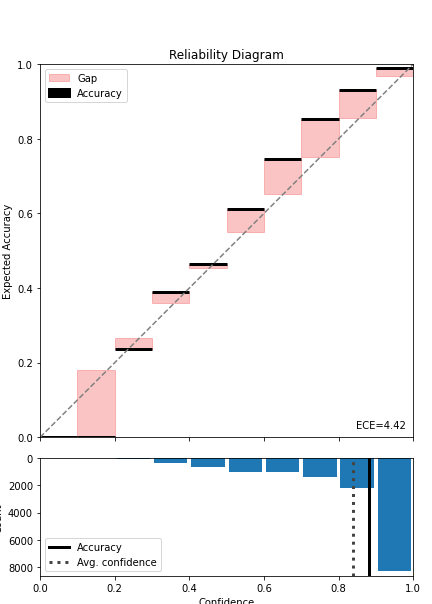 Reliability Diagram
1.0
0.8
0.6
0.4
0.2
0.0
Expected Accuracy
Gap
Accuracy
ECE=4.42
0
2000
4000
6000
8000
Accuracy
Avg. confidence
0.0 0.2 0.4 0.6 0.8 1.0
Confidence